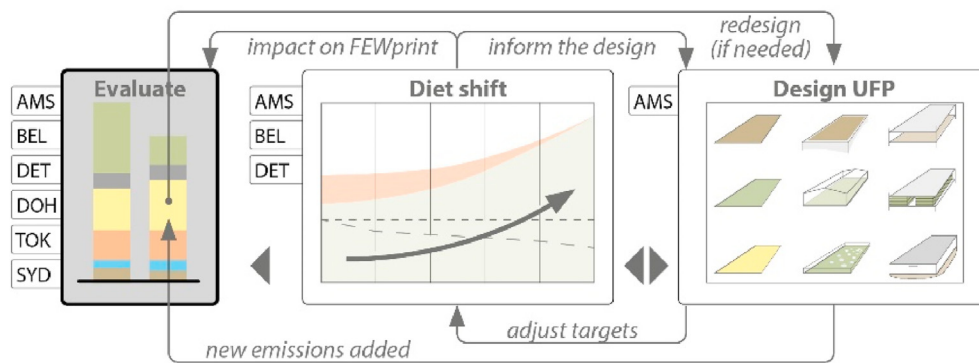 redesign
(if needed)
impact on FEWprint
inform the design
Evaluate
AMS
BEL
DET
DOH
TOK
SYD
Diet shift
AMS
BEL
DET
Design UFP
AMS
adjust targets
new emissions added